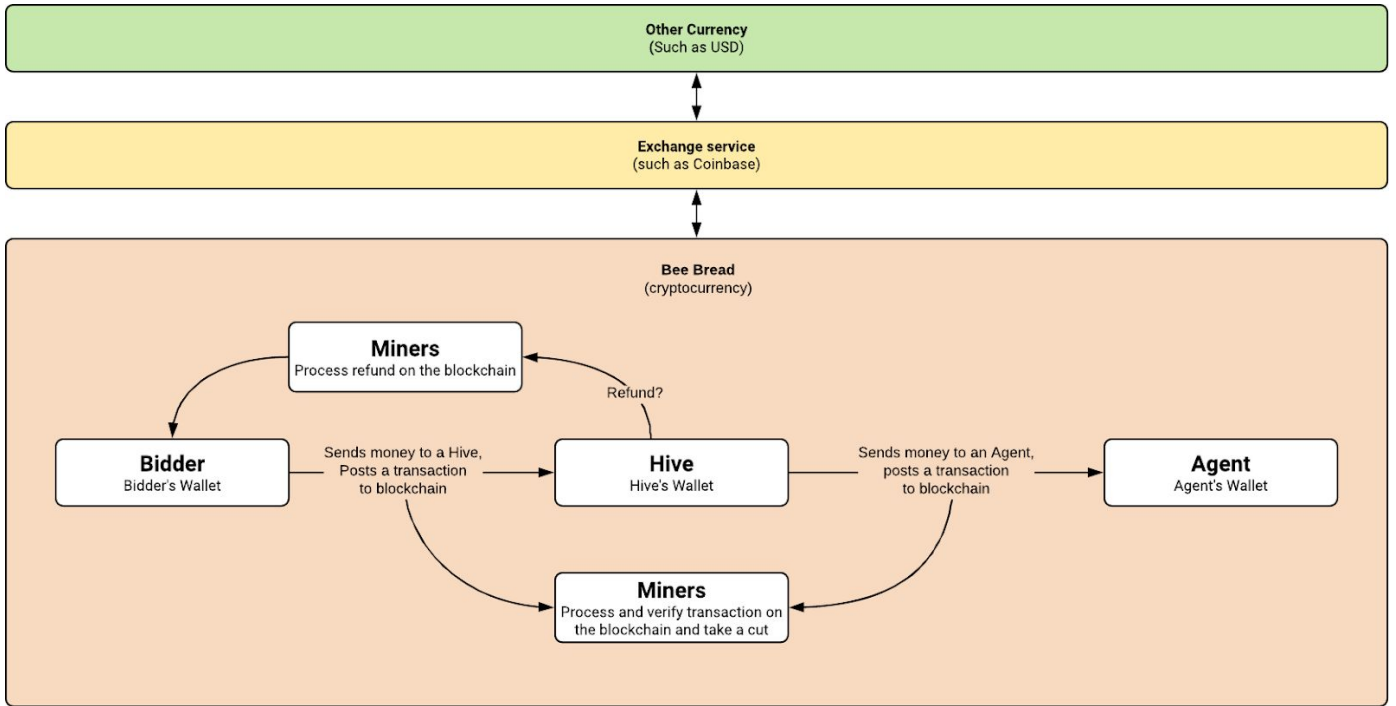 Other Currency
(Such as USD)
Exchange service
(such as Coinbase)
Bee Bread
(cryptocurrency)
Miners
Process refund on the blockchain
Refund?
Bidder
Bidder's Wallet
Sends money to a Hive,
Posts a transaction
to blockchain
Hive
Hive's Wallet
Sends money to an Agent,
posts a transaction
to blockchain
Agent
Agent's Wallet
Miners
Process and verify transaction on
the blockchain and take a cut